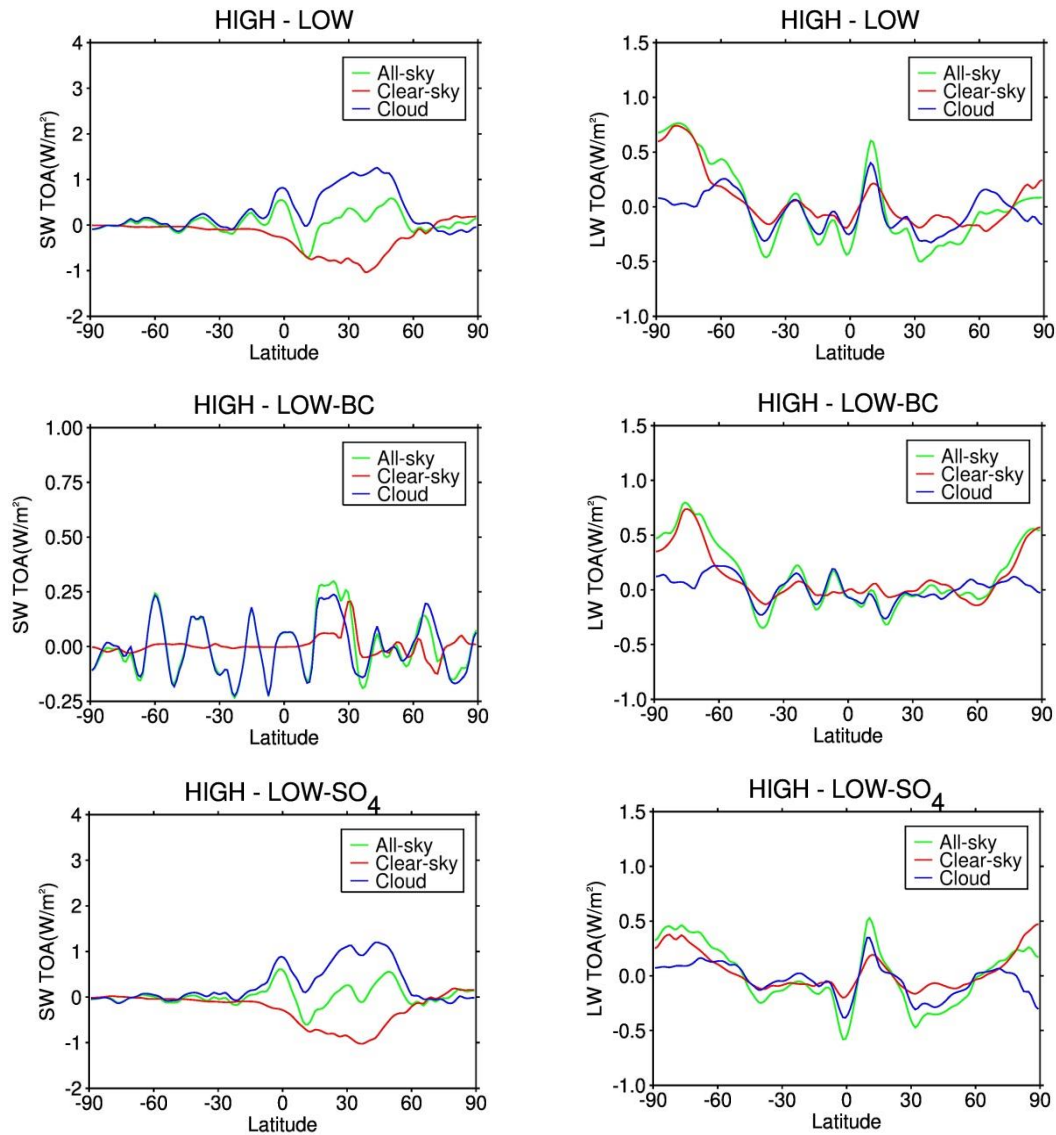 HIGH - LOW
SW TOA(W/m²)
4
3
2
1
0
-1
-2
All-sky
Clear-sky
Cloud
-90 -60 -30 0 30 60 90
Latitude
HIGH - LOW
LW TOA(W/m²)
1.5
1.0
0.5
0.0
-0.5
-1.0
All-sky
Clear-sky
Cloud
-90 -60 -30 0 30 60 90
Latitude
HIGH - LOW-BC
SW TOA(W/m²)
1.00
0.75
0.50
0.25
0.00
-0.25
All-sky
Clear-sky
Cloud
-90 -60 -30 0 30 60 90
Latitude
HIGH - LOW-BC
LW TOA(W/m²)
1.5
1.0
0.5
0.0
-0.5
-1.0
All-sky
Clear-sky
Cloud
-90 -60 -30 0 30 60 90
Latitude
HIGH - LOW-SO4
SW TOA(W/m²)
4
3
2
1
0
-1
-2
All-sky
Clear-sky
Cloud
-90 -60 -30 0 30 60 90
Latitude
HIGH - LOW-SO4
LW TOA(W/m²)
1.5
1.0
0.5
0.0
-0.5
-1.0
All-sky
Clear-sky
Cloud
-90 -60 -30 0 30 60 90
Latitude